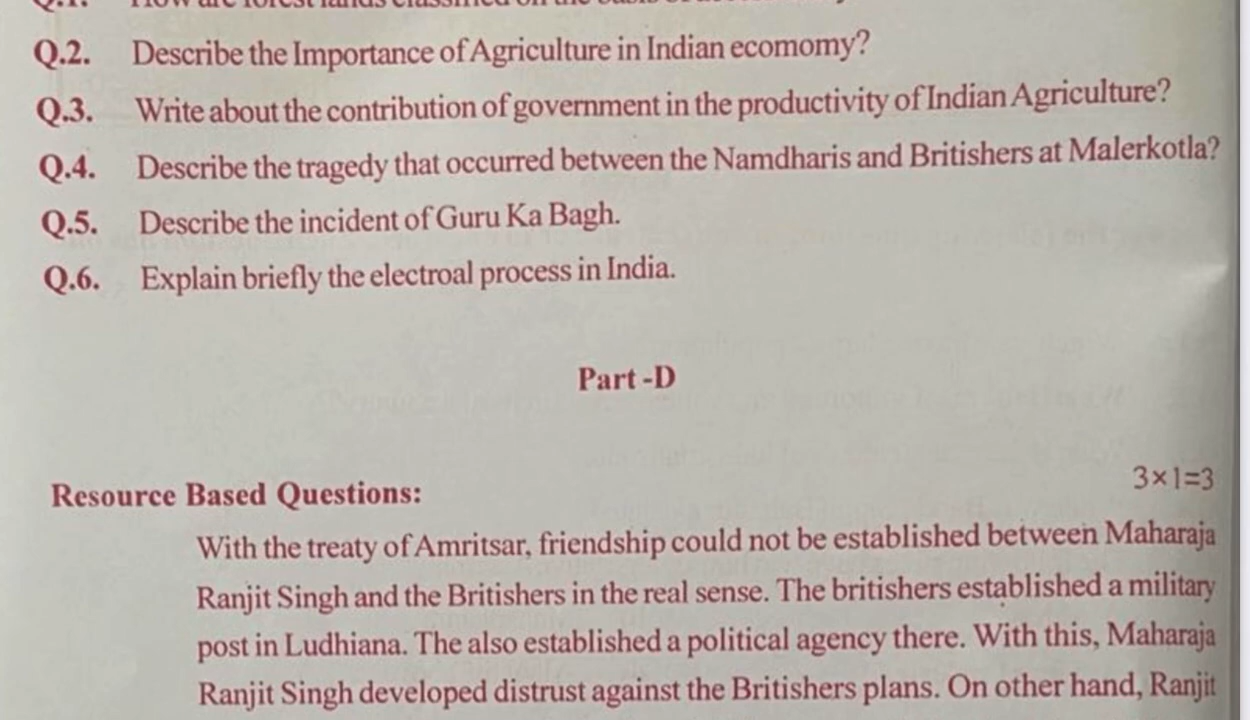 Q.2. Describe the Importance of Agriculture in Indian ecomomy?
Q.3. Write about the contribution of government in the productivity of Indian Agriculture?
Q.4. Describe the tragedy that occurred between the Namdharis and Britishers at Malerkotla?
Q.5. Describe the incident of Guru Ka Bagh.
Q.6. Explain briefly the electroal process in India.
Part -D
Resource Based Questions: 3×1=3
With the treaty of Amritsar, friendship could not be established between Maharaja
Ranjit Singh and the Britishers in the real sense. The britishers established a military
post in Ludhiana. The also established a political agency there. With this, Maharaja
Ranjit Singh developed distrust against the Britishers plans. On other hand, Ranjit